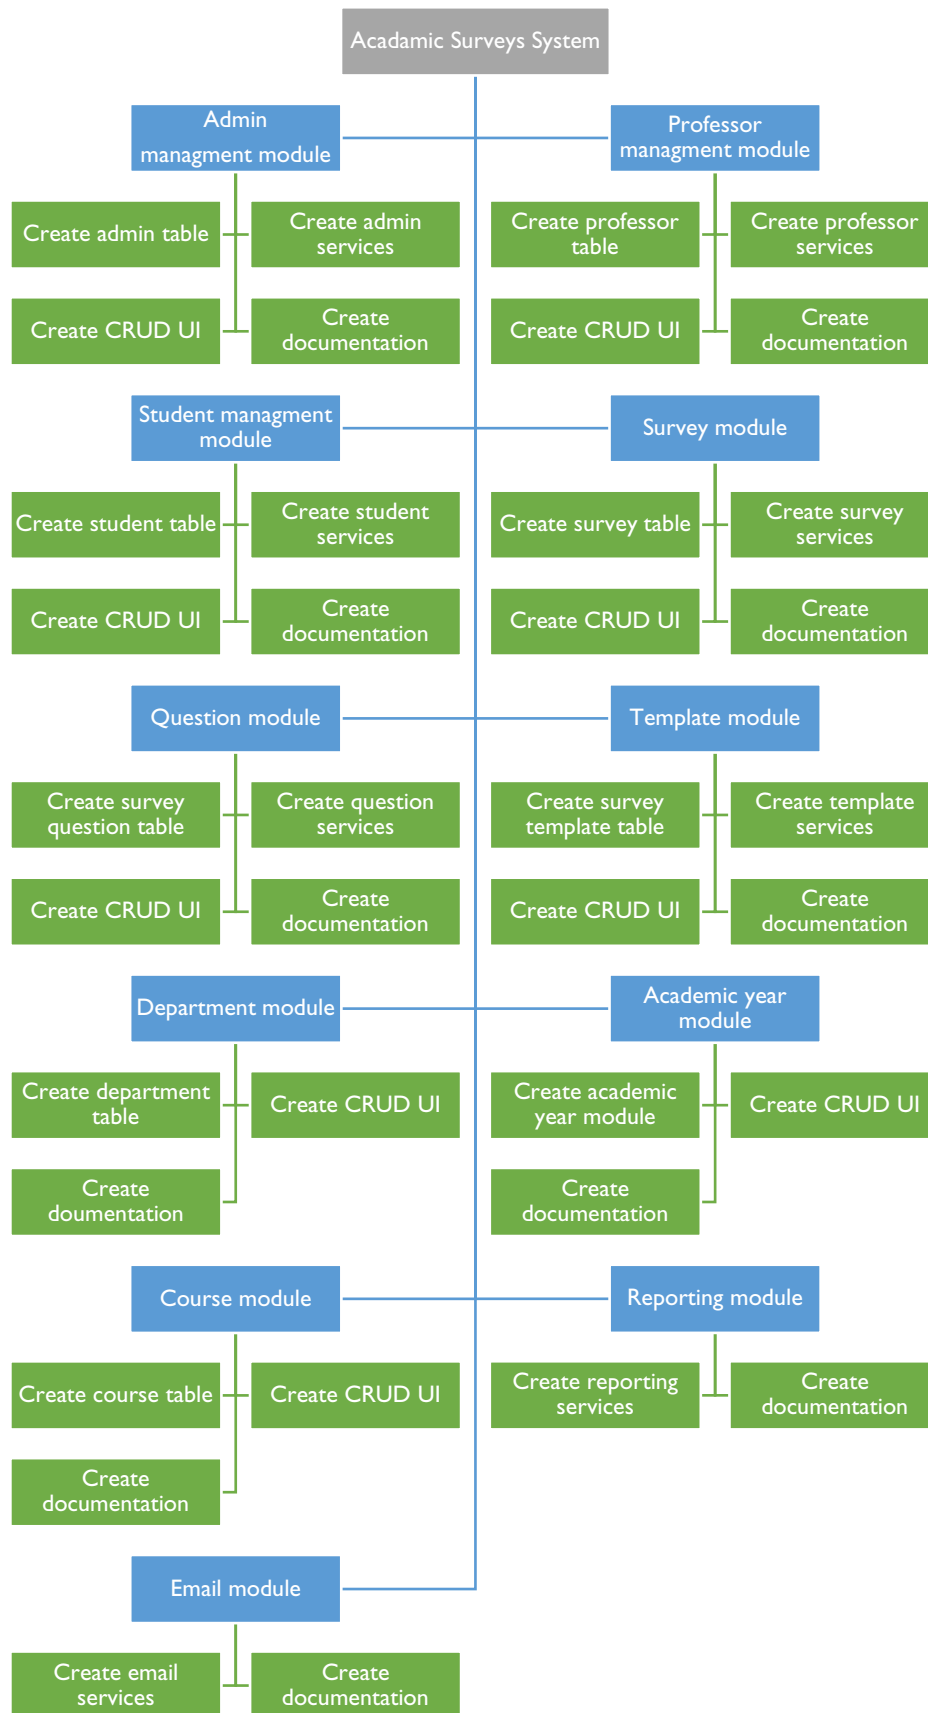 Acadamic Surveys System
Admin
managment module
Professor
managment module
Create admin table
Create admin
services
Create professor
table
Create professor
services
Create CRUD UI
Create
documentation
Create CRUD UI
Create
documentation
Student managment
module
Survey module
Create student table
Create student
services
Create survey table
Create survey
services
Create CRUD UI
Create
documentation
Create CRUD UI
Create
documentation
Question module
Template module
Create survey
question table
Create question
services
Create survey
template table
Create template
services
Create CRUD UI
Create
documentation
Create CRUD UI
Create
documentation
Department module
Academic year
module
Create department
table
Create CRUD UI
Create academic
year module
Create CRUD UI
Create
doumentation
Create
documentation
Course module
Reporting module
Create course table
Create CRUD UI
Create reporting
services
Create
documentation
Create
documentation
Email module
Create email
services
Create
documentation